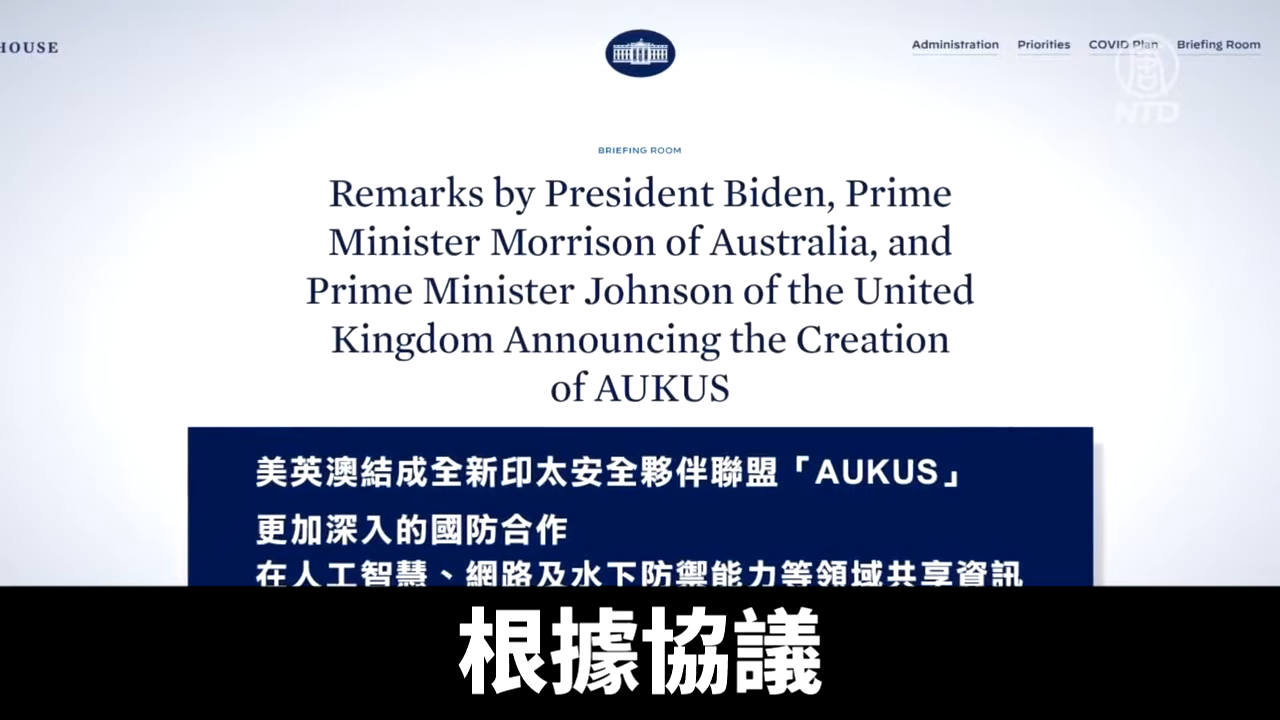 HOUSE
Administration Priorities COVID Plan Briefing Room
NTD
BRIEFING ROOM
Remarks by President Biden, Prime
Minister Morrison of Australia, and
Prime Minister Johnson of the United
Kingdom Announcing the Creation
of AUKUS
美英澳結成全新印太安全夥伴聯盟「AUKUS」
更加深入的國防合作
在人工智慧、網路及水下防禦能力等領域共享資訊
根據協議